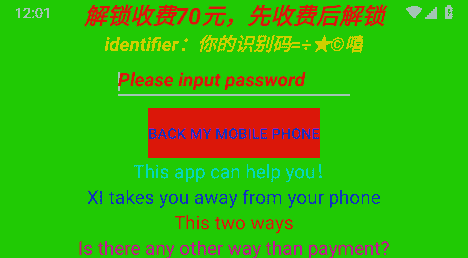 12:01
解锁收费70元，先收费后解锁
identifier：你的识别码=÷★©嘻
Please input password
BACK MY MOBILE PHONE
This app can help you!
XI takes you away from your phone
This two ways
Is there any other way than payment?